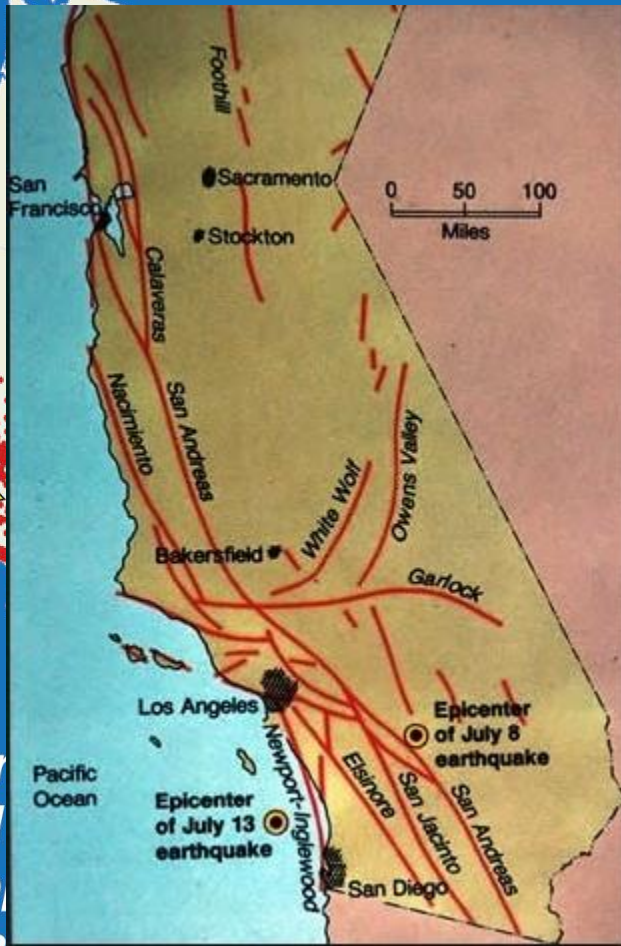 Foothill
Sacramento
0 50 100
Miles
San
Francisco
Stockton
Calaveras
Nacimiento
San Andreas
White Wolf
Owens Valley
Bakersfield
Garlock
Los Angeles
Epicenter
of July 8
earthquake
Pacific
Ocean
Epicenter
of July 13
earthquake
Newport-Inglewood
Elsinore
San Jacinto
San Andreas
San Diego